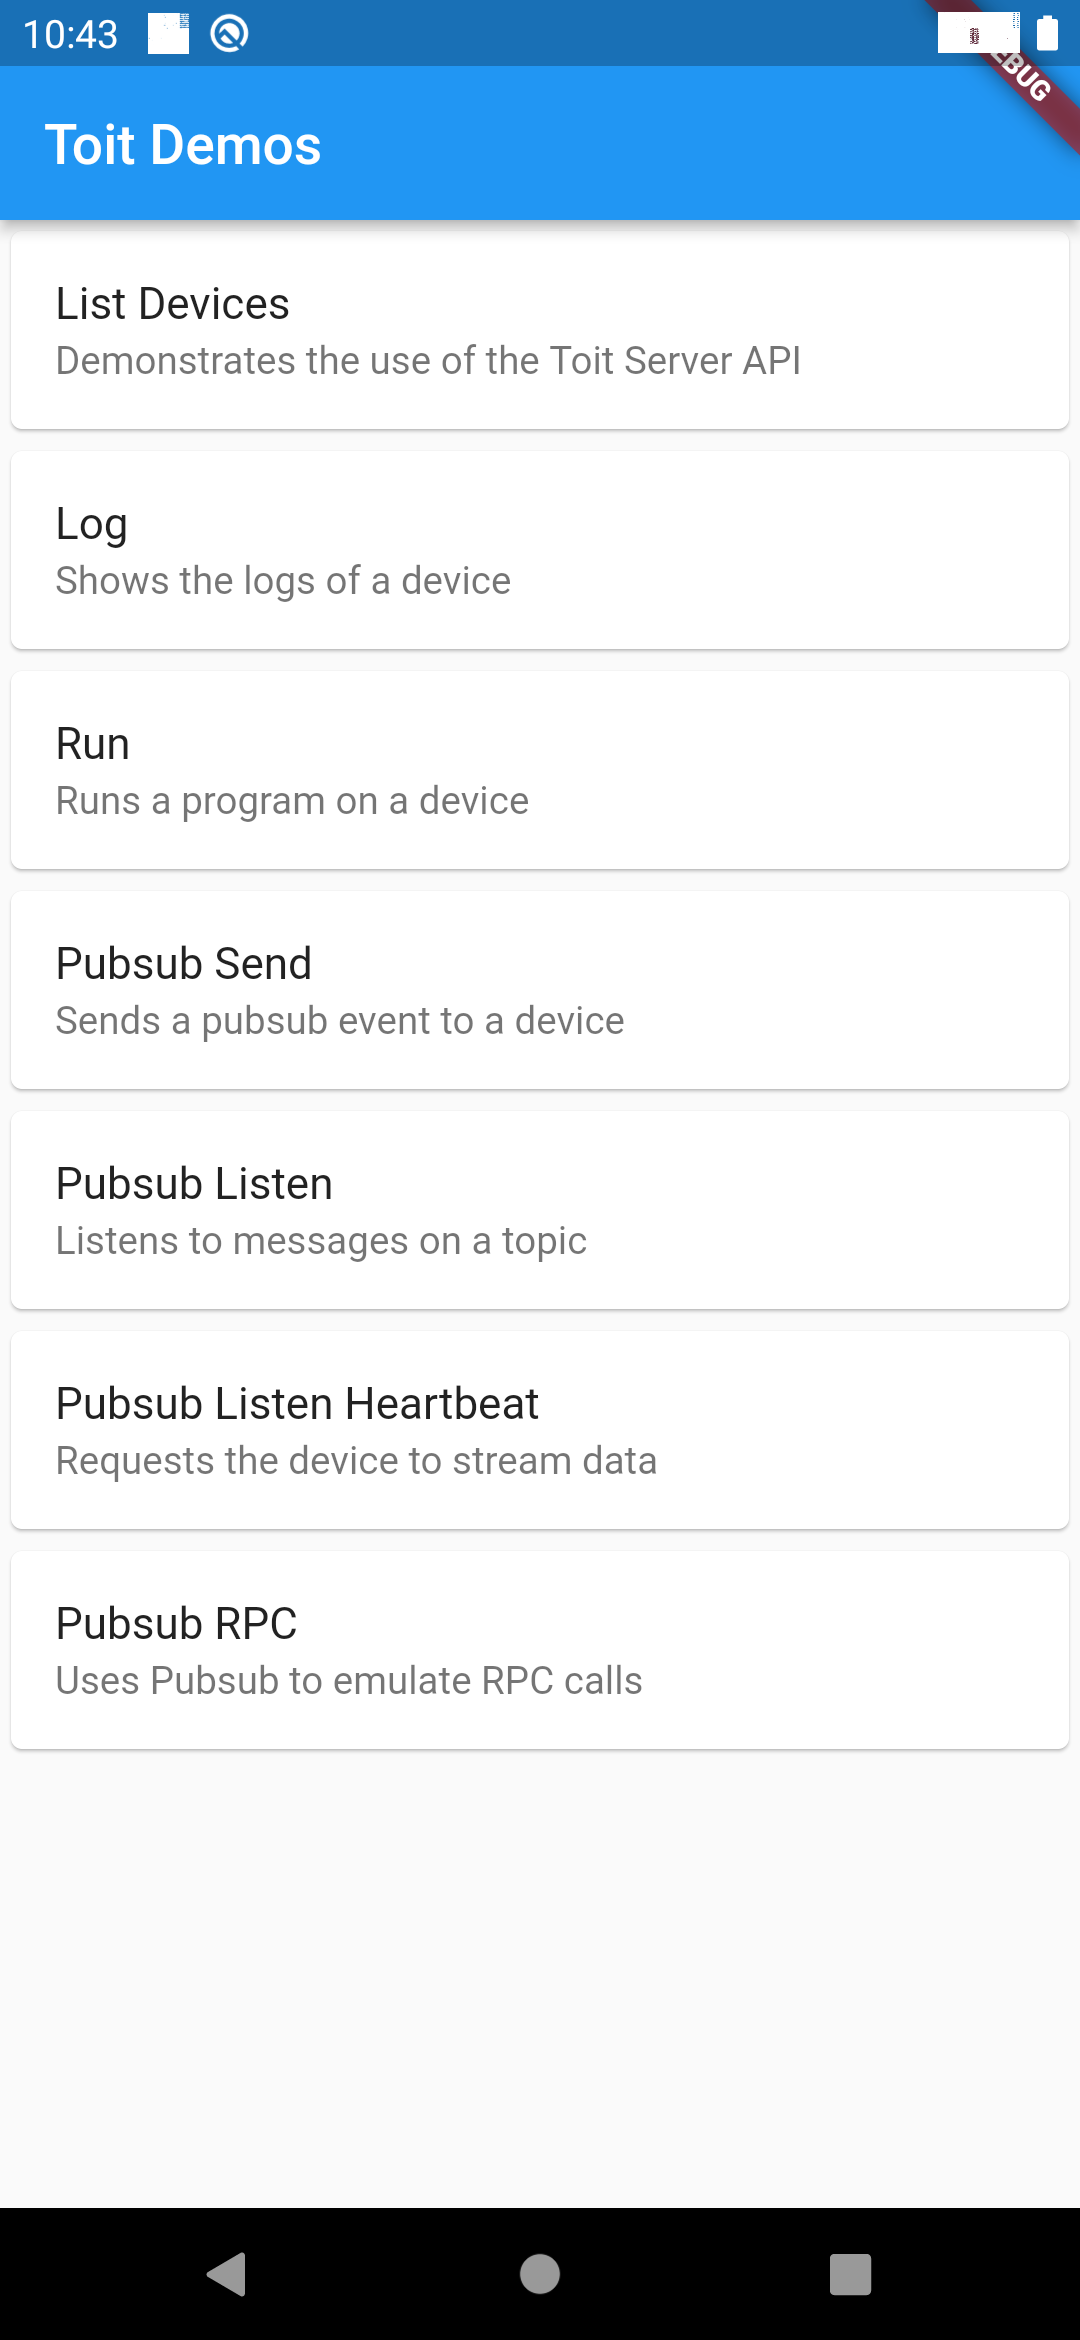 10:43
Toit Demos
List Devices
Demonstrates the use of the Toit Server API
Log
Shows the logs of a device
Run
Runs a program on a device
Pubsub Send
Sends a pubsub event to a device
Pubsub Listen
Listens to messages on a topic
Pubsub Listen Heartbeat
Requests the device to stream data
Pubsub RPC
Uses Pubsub to emulate RPC calls